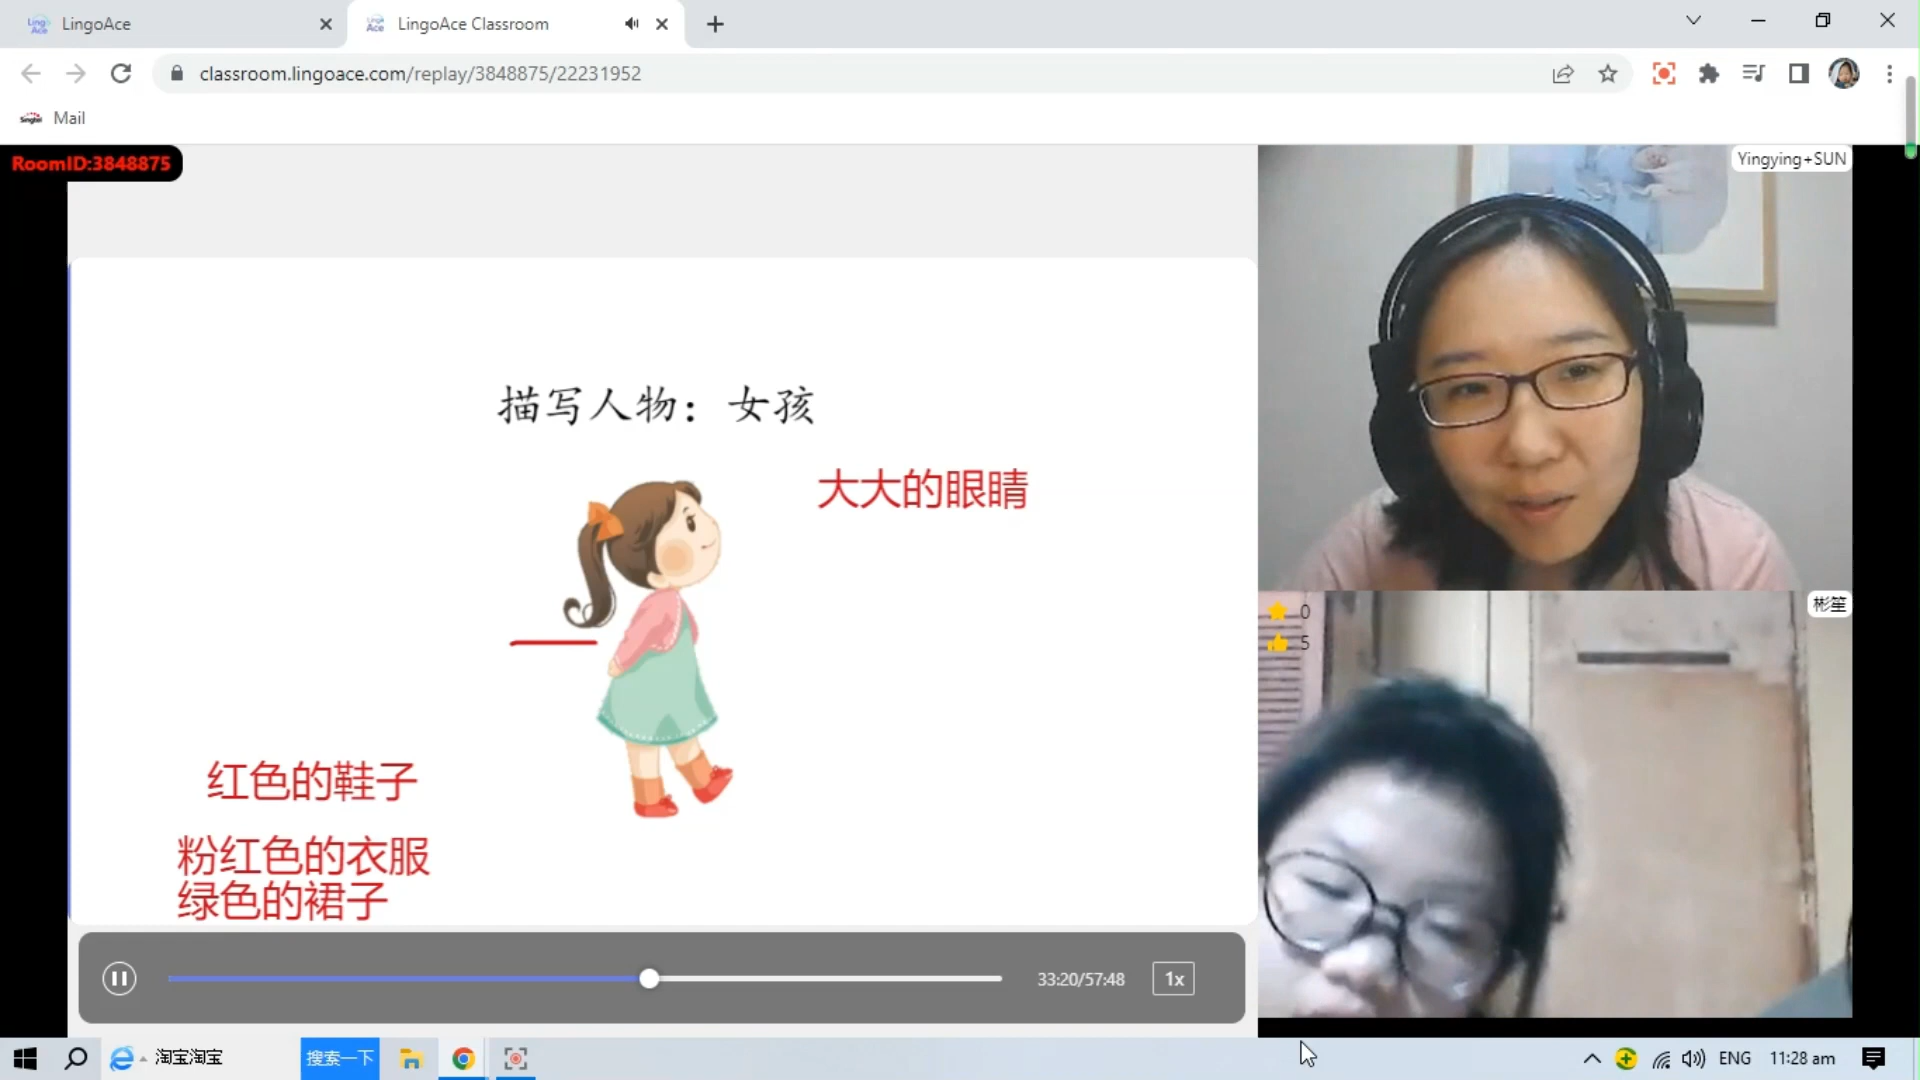 LingoAce
LingoAce Classroom
classroom.lingoace.com/replay/3848875/22231952
Singtel Mail
RoomID:3848875
Yingying+SUN
描写人物：女孩
大大的眼睛
0
彬笙
5
红色的鞋子
粉红色的衣服
绿色的裙子
33:20/57:48
1x
淘宝淘宝
搜索一下
ENG
11:28 am